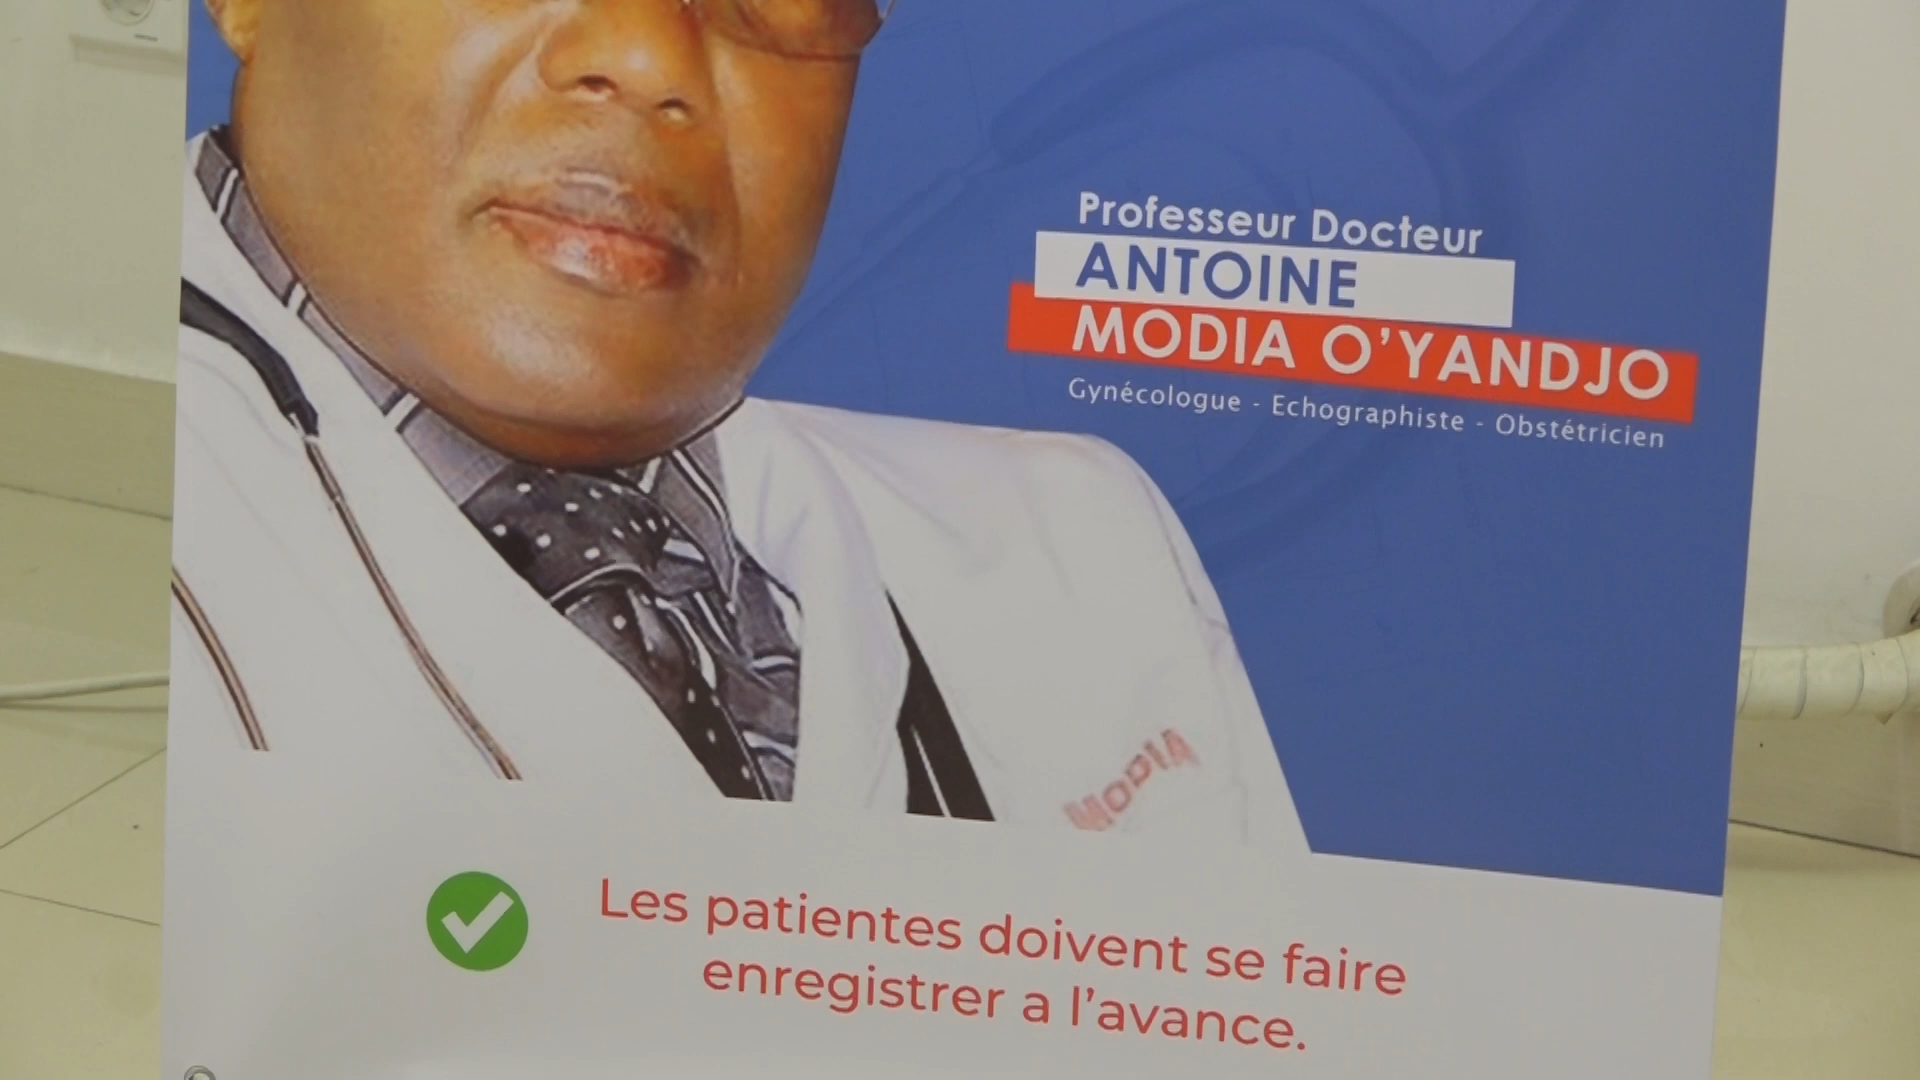 Professeur Docteur
ANTOINE
MODIA O'YANDJO
Gynécologue - Echographiste - Obstétricien
MODIA
Les patientes doivent se faire
enregistrer a l'avance.